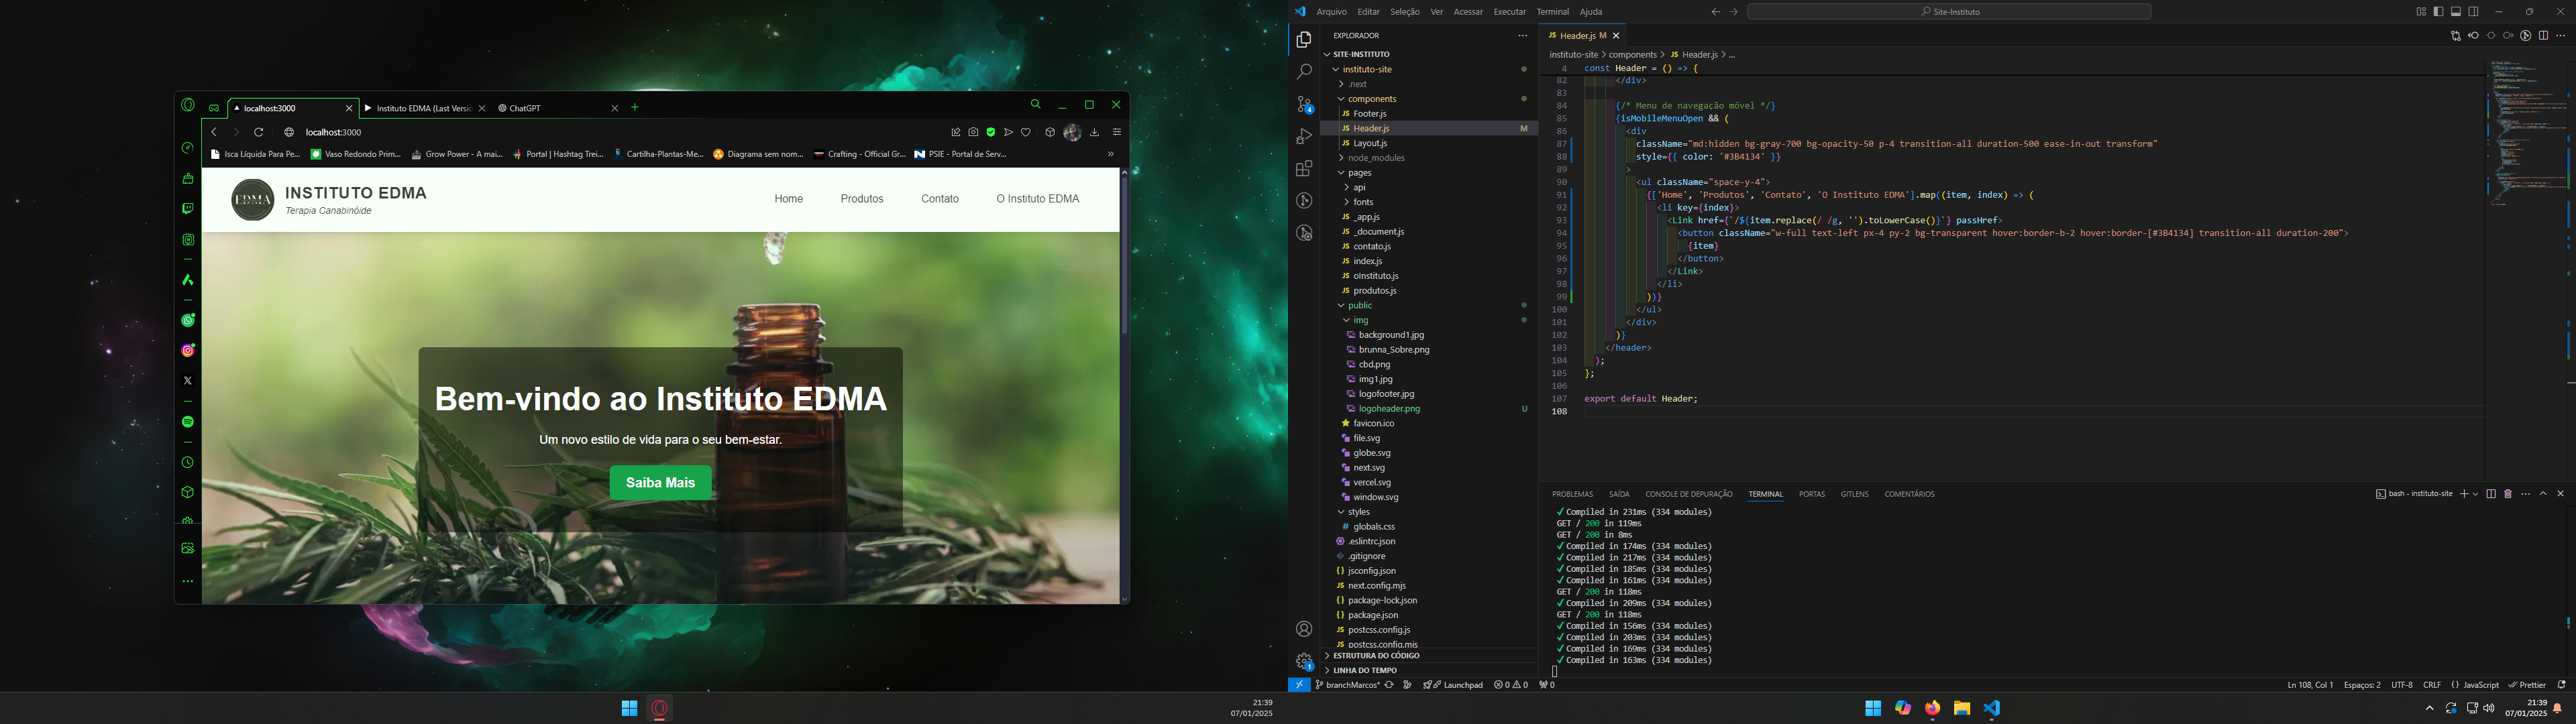 localhost:3000
Instituto EDMA (Last Versio
ChatGPT
localhost:3000
Isca Líquida Para Pe...
Vaso Redondo Prim...
Grow Power - A mai...
Portal | Hashtag Trei...
Cartilha-Plantas-Me...
Diagrama sem nom...
Crafting - Official Gr...
PSIE - Portal de Serv...
EDMA
INSTITUTO EDMA
Terapia Canabinóide
Home
Produtos
Contato
O Instituto EDMA
Bem-vindo ao Instituto EDMA
Um novo estilo de vida para o seu bem-estar.
Saiba Mais
21:39
07/01/2025
Arquivo Editar Seleção Ver Acessar Executar Terminal Ajuda
Site-Instituto
EXPLORADOR
SITE-INSTITUTO
instituto-site
.next
components
Footer.js
Header.js M
Layout.js
node_modules
pages
api
fonts
_app.js
_document.js
contato.js
index.js
oInstituto.js
produtos.js
public
img
background1.jpg
brunna_Sobre.png
cbd.png
img1.jpg
logofooter.jpg
logoheader.png U
favicon.ico
file.svg
globe.svg
next.svg
vercel.svg
window.svg
styles
globals.css
.eslintrc.json
.gitignore
jsconfig.json
next.config.mjs
package-lock.json
package.json
postcss.config.js
postcss.config.mjs
ESTRUTURA DO CÓDIGO
LINHA DO TEMPO
4
1
JS Header.js M
instituto-site > components > JS Header.js > ...
4 const Header = () => {
82 </div>
83
84 {/* Menu de navegação móvel */}
85 {isMobileMenuOpen && (
86 <div
87 className="md:hidden bg-gray-700 bg-opacity-50 p-4 transition-all duration-500 ease-in-out transform"
88 style={{ color: '#3B4134' }}
89 >
90 <ul className="space-y-4">
91 {['Home', 'Produtos', 'Contato', 'O Instituto EDMA'].map((item, index) => (
92 <li key={index}>
93 <Link href={`/${item.replace(/ /g, '').toLowerCase()}`} passHref>
94 <button className="w-full text-left px-4 py-2 bg-transparent hover:border-b-2 hover:border-[#3B4134] transition-all duration-200">
95 {item}
96 </button>
97 </Link>
98 </li>
99 ))}
100 </ul>
101 </div>
102 )}
103 </header>
104 );
105 };
106
107 export default Header;
108
PROBLEMAS SAÍDA CONSOLE DE DEPURAÇÃO TERMINAL PORTAS GITLENS COMENTÁRIOS
bash - instituto-site
✓ Compiled in 231ms (334 modules)
GET / 200 in 119ms
GET / 200 in 8ms
✓ Compiled in 174ms (334 modules)
✓ Compiled in 217ms (334 modules)
✓ Compiled in 185ms (334 modules)
✓ Compiled in 161ms (334 modules)
GET / 200 in 118ms
✓ Compiled in 209ms (334 modules)
GET / 200 in 118ms
✓ Compiled in 156ms (334 modules)
✓ Compiled in 203ms (334 modules)
✓ Compiled in 169ms (334 modules)
✓ Compiled in 163ms (334 modules)
branchMarcos*
Launchpad
0 0
0
Ln 108, Col 1
Espaços: 2
UTF-8
CRLF
{} JavaScript
Prettier
21:39
07/01/2025